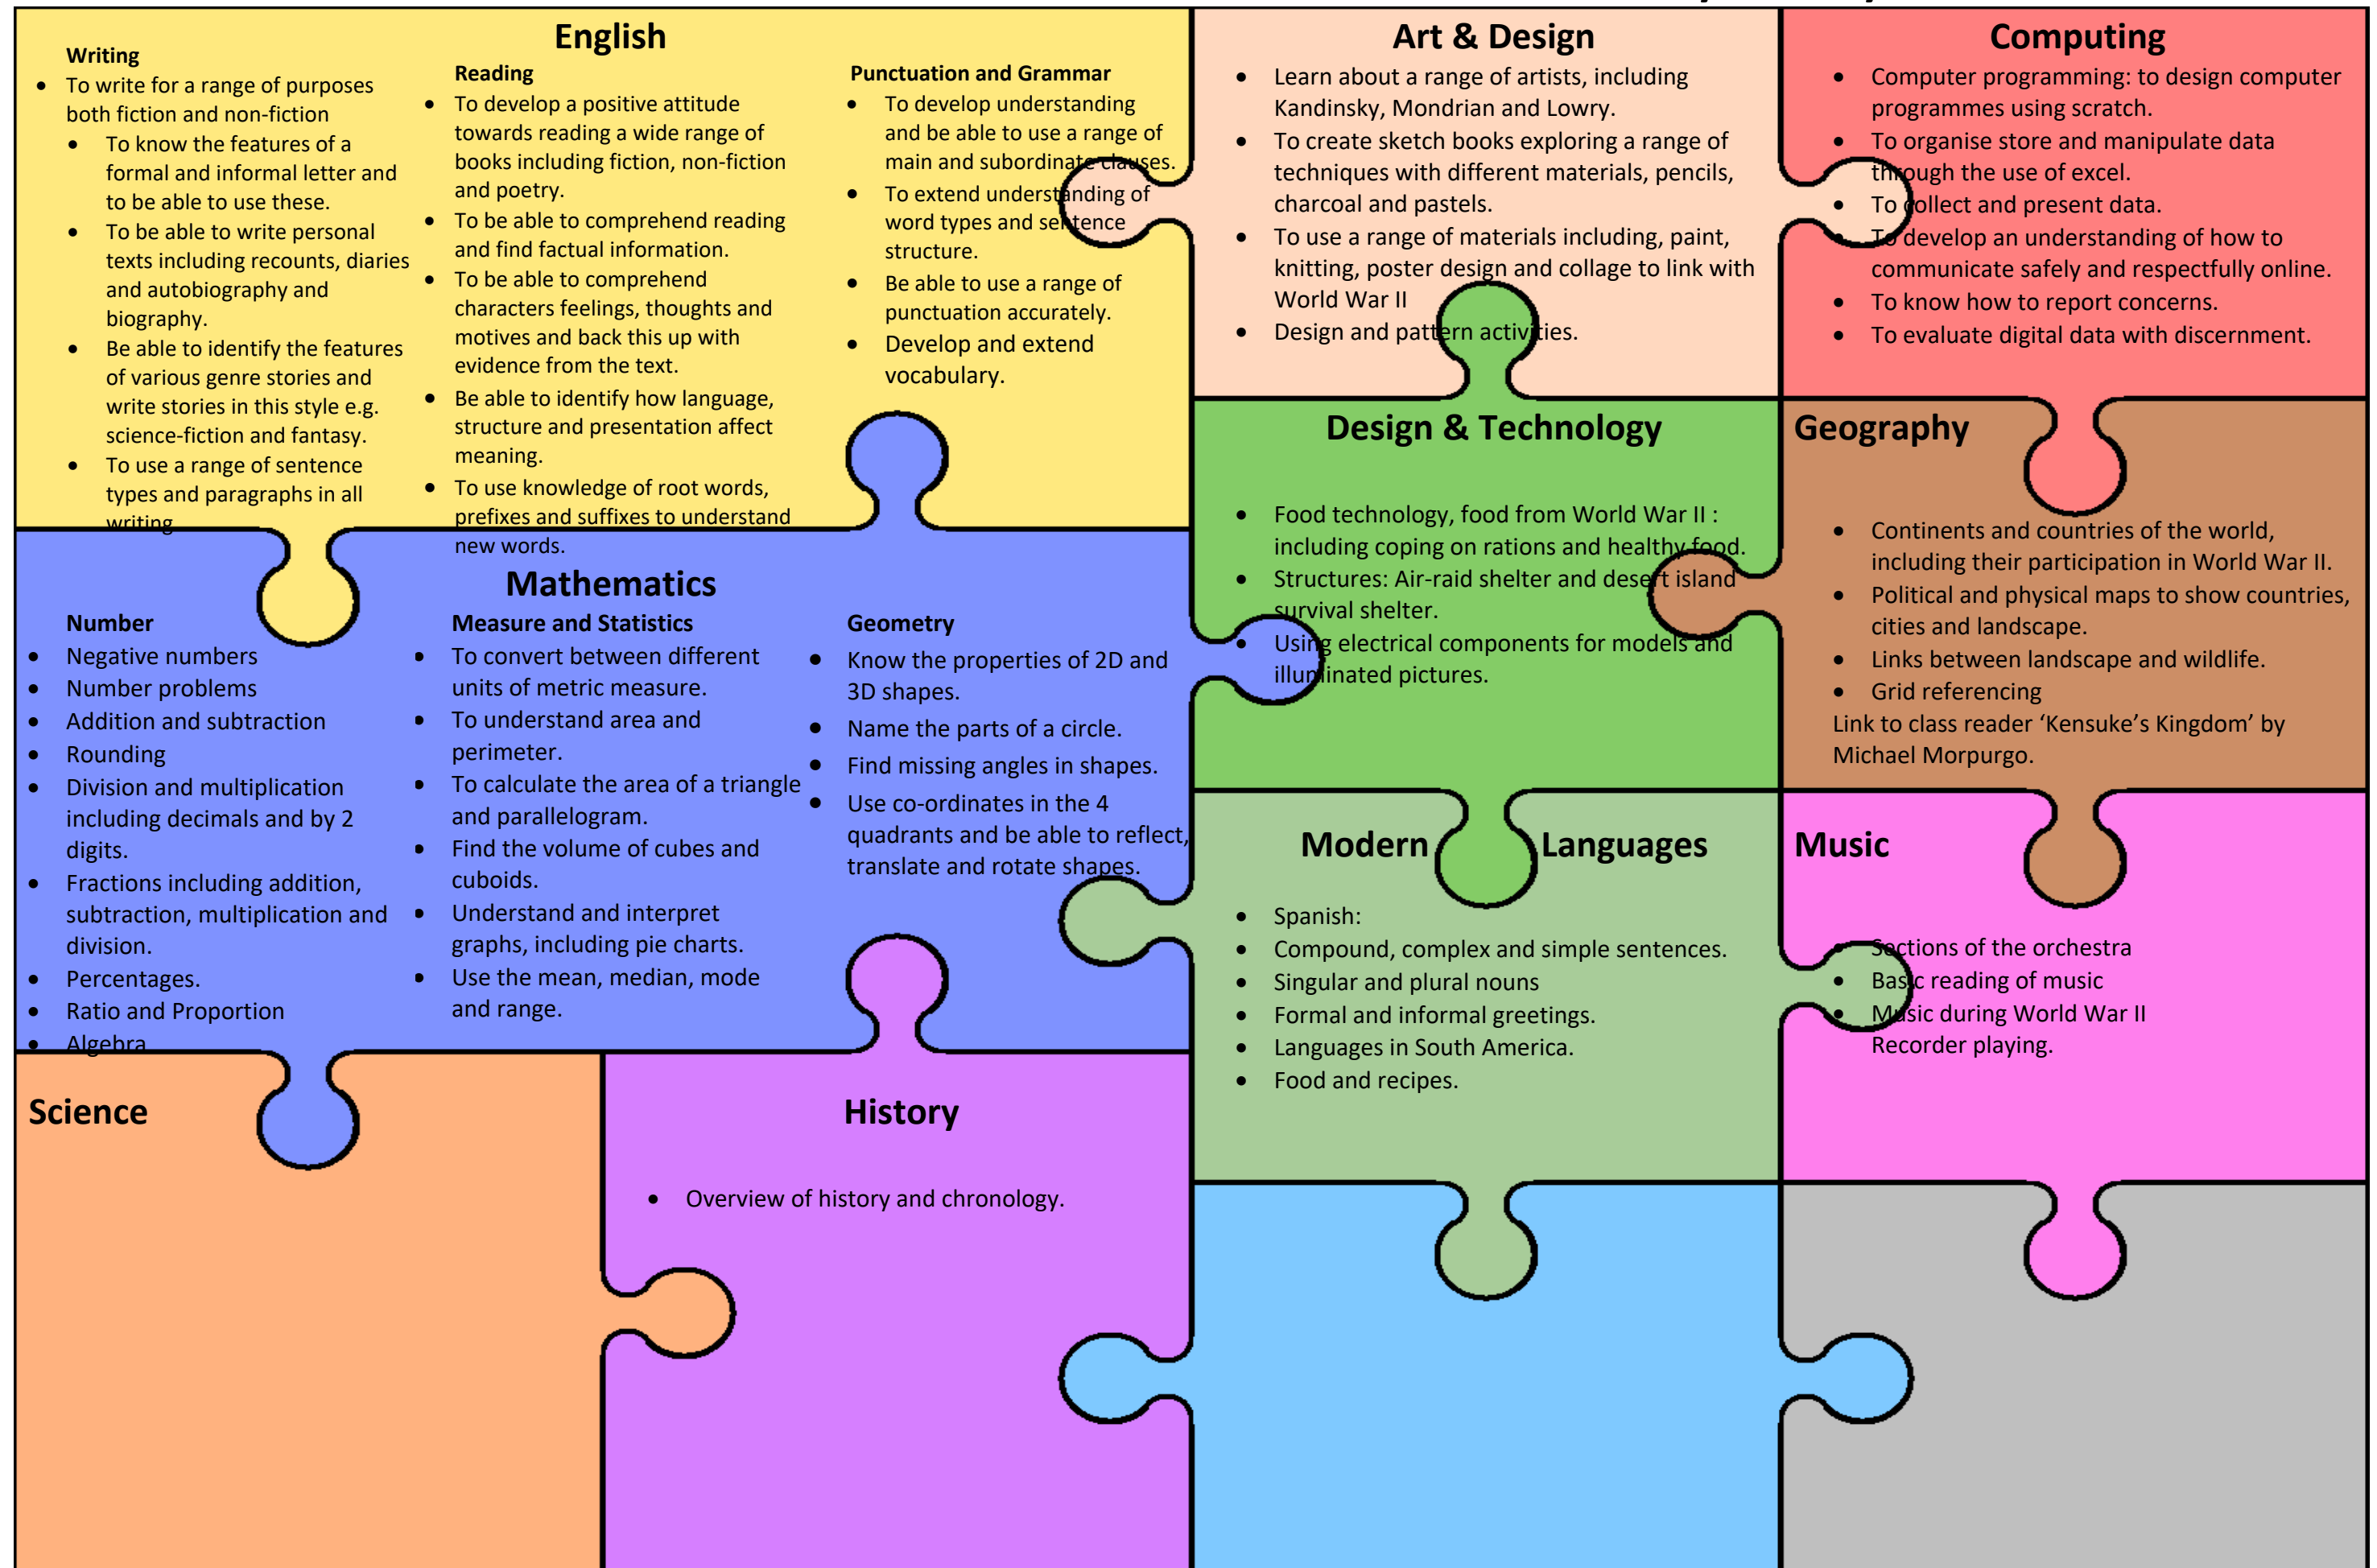 English
Writing
• To write for a range of purposes
both fiction and non-fiction
• To know the features of a
formal and informal letter and
to be able to use these.
• To be able to write personal
texts including recounts, diaries
and autobiography and
biography.
• Be able to identify the features
of various genre stories and
write stories in this style e.g.
science-fiction and fantasy.
• To use a range of sentence
types and paragraphs in all
writing
Reading
• To develop a positive attitude
towards reading a wide range of
books including fiction, non-fiction
and poetry.
• To be able to comprehend reading
and find factual information.
• To be able to comprehend
characters feelings, thoughts and
motives and back this up with
evidence from the text.
• Be able to identify how language,
structure and presentation affect
meaning.
• To use knowledge of root words,
prefixes and suffixes to understand
new words.
Punctuation and Grammar
• To develop understanding
and be able to use a range of
main and subordinate clauses.
• To extend understanding of
word types and sentence
structure.
• Be able to use a range of
punctuation accurately.
• Develop and extend
vocabulary.
Art & Design
• Learn about a range of artists, including
Kandinsky, Mondrian and Lowry.
• To create sketch books exploring a range of
techniques with different materials, pencils,
charcoal and pastels.
• To use a range of materials including, paint,
knitting, poster design and collage to link with
World War II
• Design and pattern activities.
Computing
• Computer programming: to design computer
programmes using scratch.
• To organise store and manipulate data
through the use of excel.
• To collect and present data.
• To develop an understanding of how to
communicate safely and respectfully online.
• To know how to report concerns.
• To evaluate digital data with discernment.
Design & Technology
• Food technology, food from World War II :
including coping on rations and healthy food.
• Structures: Air-raid shelter and desert island
survival shelter.
• Using electrical components for models and
illuminated pictures.
Geography
• Continents and countries of the world,
including their participation in World War II.
• Political and physical maps to show countries,
cities and landscape.
• Links between landscape and wildlife.
• Grid referencing
Link to class reader ‘Kensuke’s Kingdom’ by
Michael Morpurgo.
Mathematics
Number
• Negative numbers
• Number problems
• Addition and subtraction
• Rounding
• Division and multiplication
including decimals and by 2
digits.
• Fractions including addition,
subtraction, multiplication and
division.
• Percentages.
• Ratio and Proportion
• Algebra
Measure and Statistics
• To convert between different
units of metric measure.
• To understand area and
perimeter.
• To calculate the area of a triangle
and parallelogram.
• Find the volume of cubes and
cuboids.
• Understand and interpret
graphs, including pie charts.
• Use the mean, median, mode
and range.
Geometry
• Know the properties of 2D and
3D shapes.
• Name the parts of a circle.
• Find missing angles in shapes.
• Use co-ordinates in the 4
quadrants and be able to reflect,
translate and rotate shapes.
Modern Languages
• Spanish:
• Compound, complex and simple sentences.
• Singular and plural nouns
• Formal and informal greetings.
• Languages in South America.
• Food and recipes.
Music
• Sections of the orchestra
• Basic reading of music
• Music during World War II
Recorder playing.
Science
History
• Overview of history and chronology.